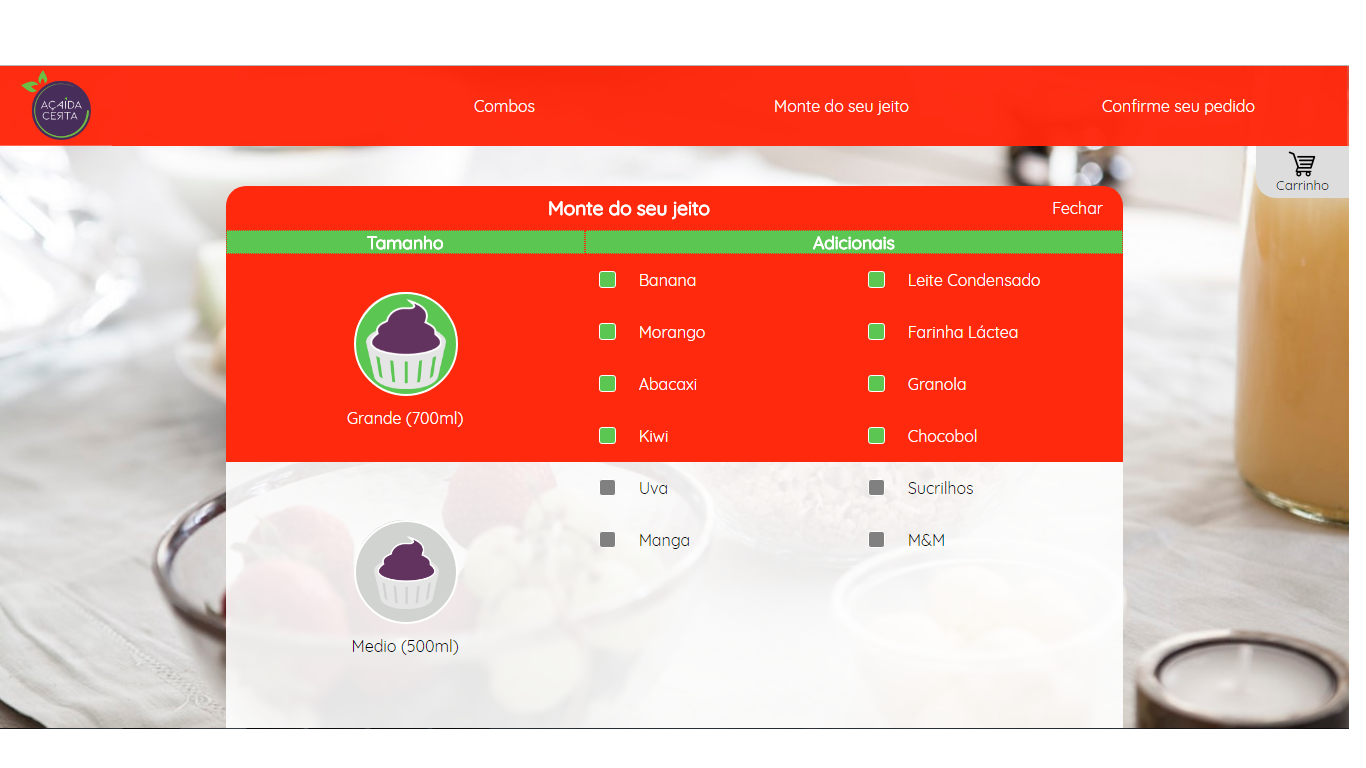 AÇAÍDA
CERTA
Combos
Monte do seu jeito
Confirme seu pedido
Carrinho
Monte do seu jeito
Fechar
Tamanho
Adicionais
Banana
Leite Condensado
Morango
Farinha Láctea
Abacaxi
Granola
Grande (700ml)
Kiwi
Chocobol
Uva
Sucrilhos
Manga
M&M
Medio (500ml)